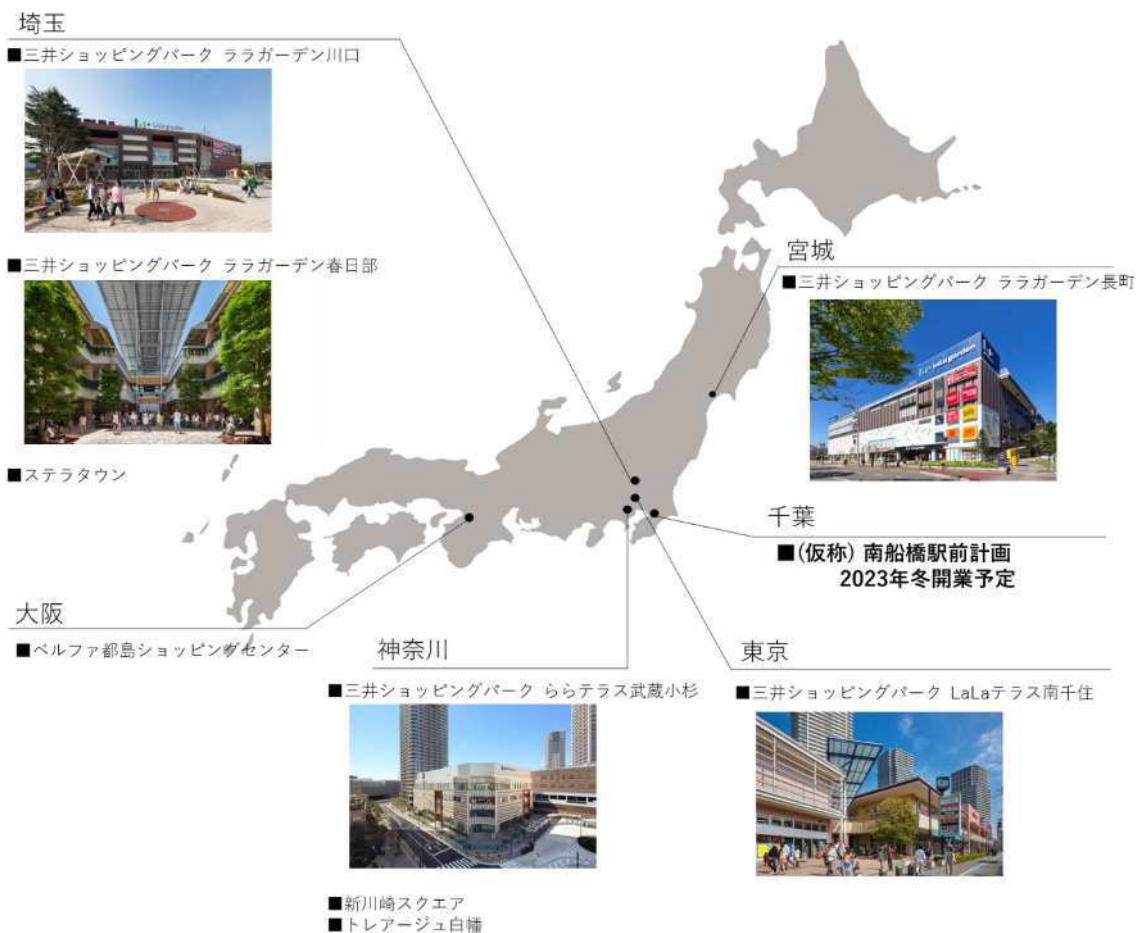 埼玉
■三井ショッピングパーク ララガーデン川口
■三井ショッピングパーク ララガーデン春日部
■ステラタウン
宮城
■三井ショッピングパーク ララガーデン長町
千葉
■(仮称) 南船橋駅前計画
2023年冬開業予定
大阪
■ベルファ都島ショッピングセンター
神奈川
■三井ショッピングパーク ららテラス武蔵小杉
■新川崎スクエア
■トレアージュ白幡
東京
■三井ショッピングパーク LaLaテラス南千住
Lalagarden